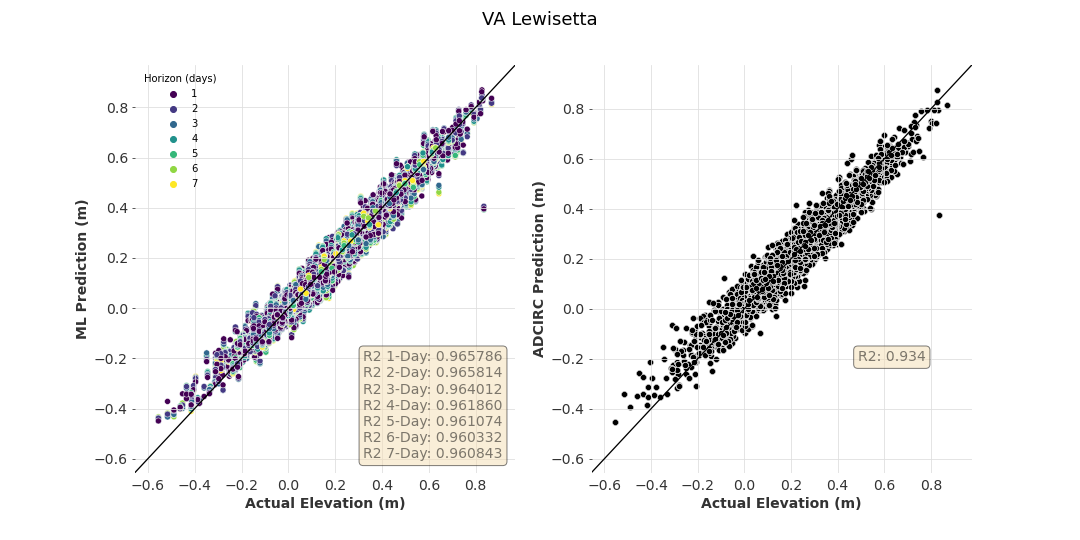 VA Lewisetta
Horizon (days)
1
2
3
4
5
6
7
ML Prediction (m)
0.8
0.6
0.4
0.2
0.0
−0.2
−0.4
−0.6
R2 1-Day: 0.965786
R2 2-Day: 0.965814
R2 3-Day: 0.964012
R2 4-Day: 0.961860
R2 5-Day: 0.961074
R2 6-Day: 0.960332
R2 7-Day: 0.960843
−0.6 −0.4 −0.2 0.0 0.2 0.4 0.6 0.8
Actual Elevation (m)
ADCIRC Prediction (m)
0.8
0.6
0.4
0.2
0.0
−0.2
−0.4
−0.6
R2: 0.934
−0.6 −0.4 −0.2 0.0 0.2 0.4 0.6 0.8
Actual Elevation (m)